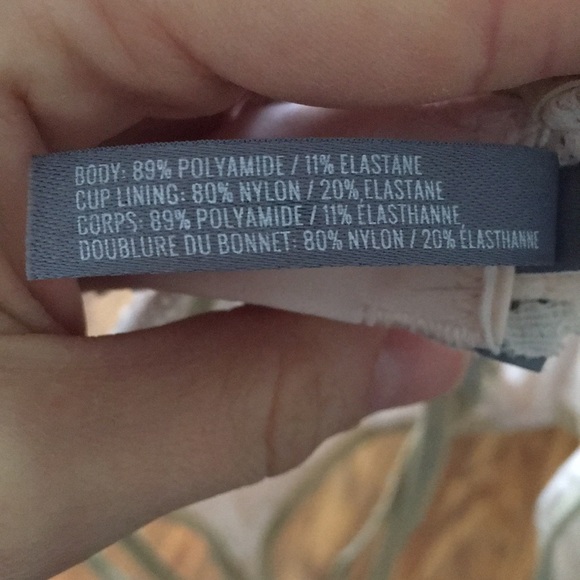 BODY: 89% POLYAMIDE / 11% ELASTANE
CUP LINING: 80% NYLON / 20% ELASTANE
CORPS: 89% POLYAMIDE / 11% ÉLASTHANNE,
DOUBLURE DU BONNET: 80% NYLON / 20% ÉLASTHANNE